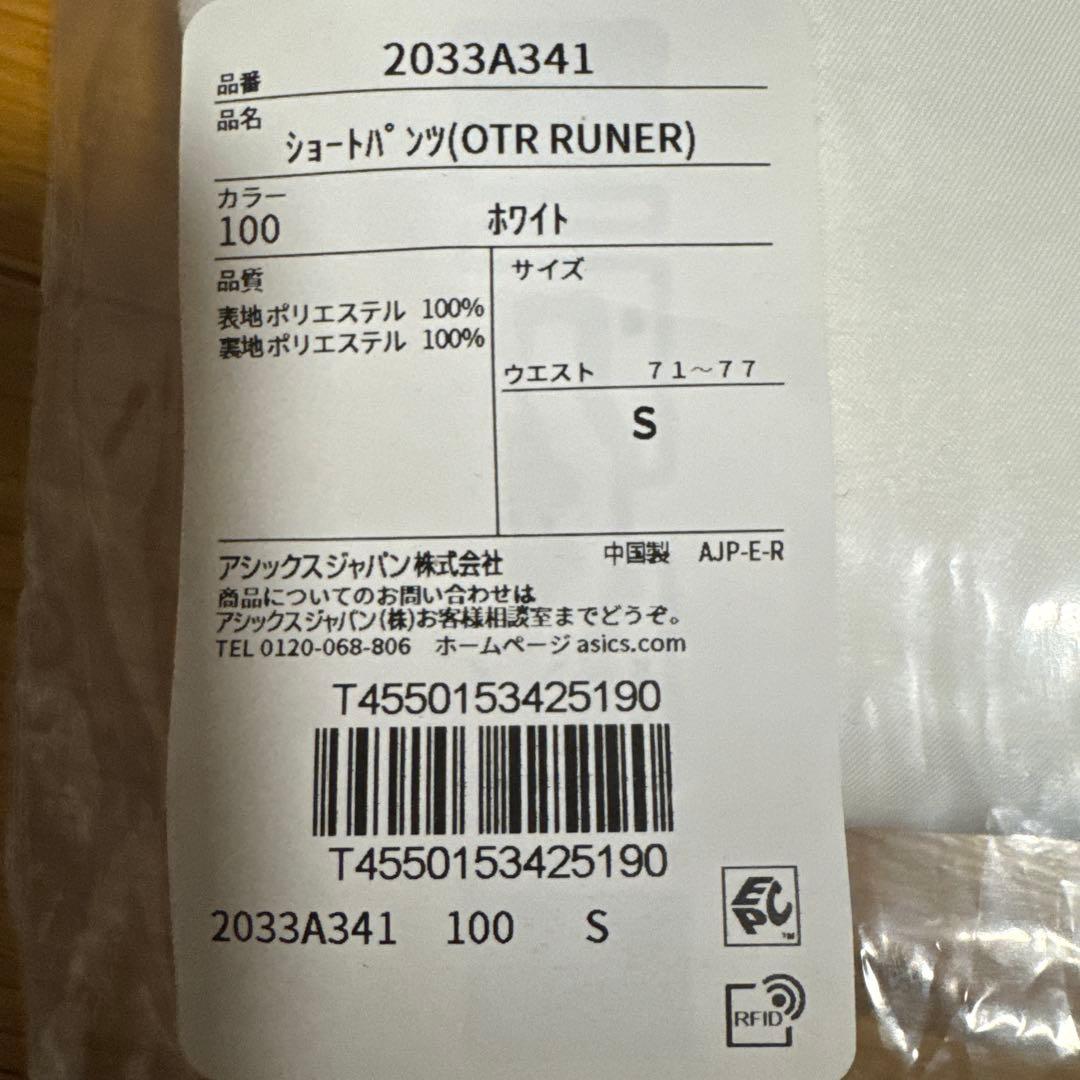 品番 2033A341
品名
ｼｮｰﾄﾊﾟﾝﾂ(OTR RUNER)
カラー
100 ホワイト
品質
表地ポリエステル 100%
裏地ポリエステル 100%
サイズ
ウエスト 71～77
S
アシックスジャパン株式会社 中国製 AJP-E-R
商品についてのお問い合わせは
アシックスジャパン(株)お客様相談室までどうぞ。
TEL 0120-068-806 ホームページ asics.com
T4550153425190
T4550153425190
2033A341 100 S
EPC™
RFID